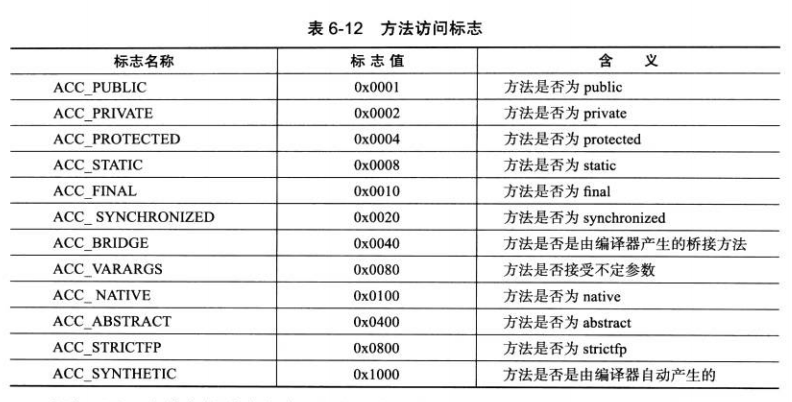 表 6-12 方法访问标志
标志名称 标 志 值 含 义
ACC_PUBLIC 0x0001 方法是否为 public
ACC_PRIVATE 0x0002 方法是否为 private
ACC_PROTECTED 0x0004 方法是否为 protected
ACC_STATIC 0x0008 方法是否为 static
ACC_FINAL 0x0010 方法是否为 final
ACC_ SYNCHRONIZED 0x0020 方法是否为 synchronized
ACC_BRIDGE 0x0040 方法是否是由编译器产生的桥接方法
ACC_VARARGS 0x0080 方法是否接受不定参数
ACC_ NATIVE 0x0100 方法是否为 native
ACC_ABSTRACT 0x0400 方法是否为 abstract
ACC_STRICTFP 0x0800 方法是否为 strictfp
ACC_SYNTHETIC 0x1000 方法是否是由编译器自动产生的